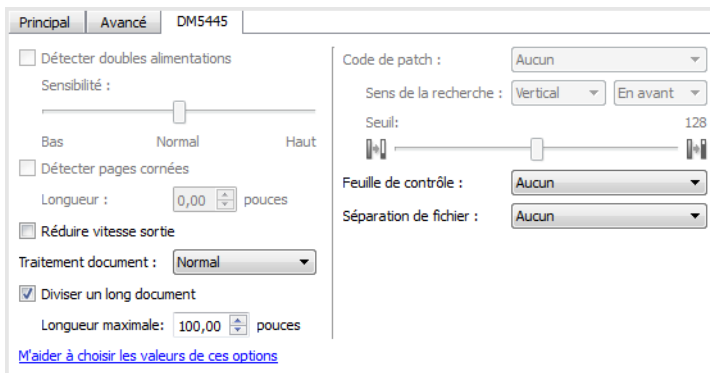 Principal Avancé DM5445
Détecter doubles alimentations
Sensibilité :
Bas Normal Haut
Détecter pages cornées
Longueur : 0,00 pouces
Réduire vitesse sortie
Traitement document : Normal
Diviser un long document
Longueur maximale: 100,00 pouces
M'aider à choisir les valeurs de ces options
Code de patch : Aucun
Sens de la recherche : Vertical En avant
Seuil: 128
Feuille de contrôle : Aucun
Séparation de fichier : Aucun